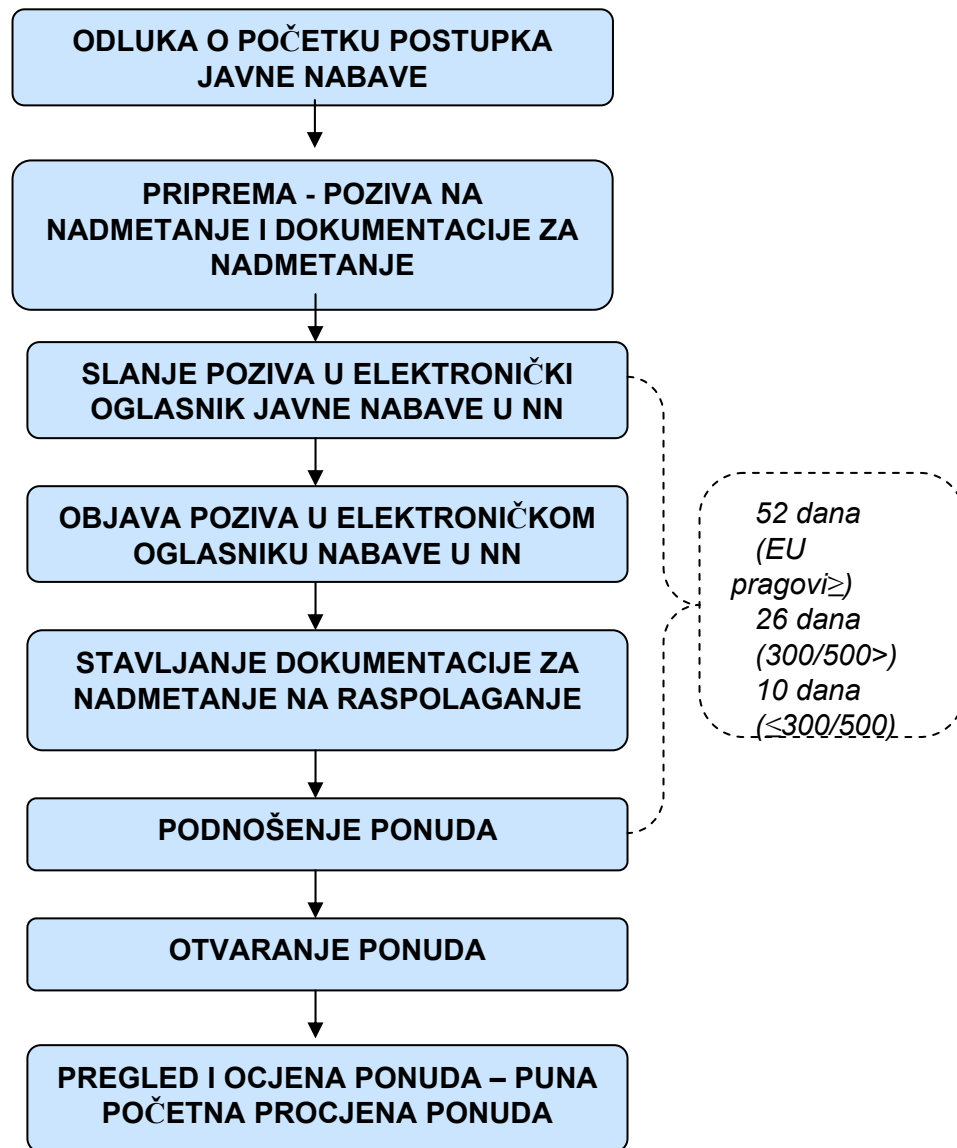 ODLUKA O POČETKU POSTUPKA
JAVNE NABAVE
PRIPREMA - POZIVA NA
NADMETANJE I DOKUMENTACIJE ZA
NADMETANJE
SLANJE POZIVA U ELEKTRONIČKI
OGLASNIK JAVNE NABAVE U NN
OBJAVA POZIVA U ELEKTRONIČKOM
OGLASNIKU NABAVE U NN
STAVLJANJE DOKUMENTACIJE ZA
NADMETANJE NA RASPOLAGANJE
PODNOŠENJE PONUDA
OTVARANJE PONUDA
PREGLED I OCJENA PONUDA – PUNA
POČETNA PROCJENA PONUDA
52 dana
(EU
pragovi≥)
26 dana
(300/500>)
10 dana
(≤300/500)